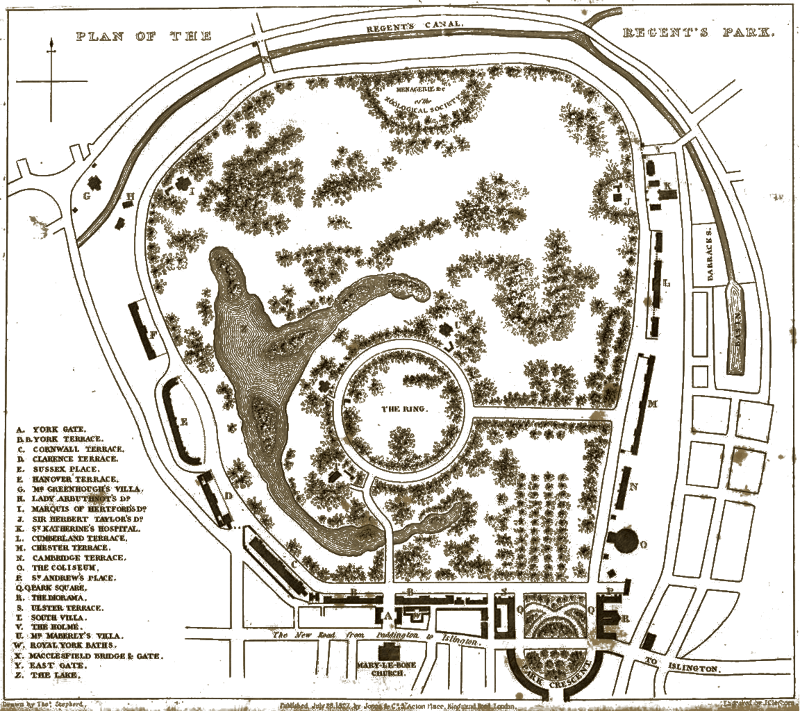 PLAN OF THE
REGENT'S PARK.
REGENT'S CANAL.
MENAGERIE &c
of the
ZOOLOGICAL SOCIETY
G
H
I
K
J
BARRACKS.
L
BASIN
F
Z
U
THE RING.
M
E
N
D
O
C
P
B
B
S
Q
Q
R
A
The New Road from Paddington to Islington.
MARY-LE-BONE
CHURCH.
PARK CRESCENT
TO ISLINGTON.
A. YORK GATE.
B.B. YORK TERRACE.
C. CORNWALL TERRACE.
D. CLARENCE TERRACE.
E. SUSSEX PLACE.
F. HANOVER TERRACE.
G. Mr GREENHOUGH'S VILLA.
H. LADY ARBUTHNOT'S Do.
I. MARQUIS OF HERTFORD'S Do.
J. SIR HERBERT TAYLOR'S Do.
K. St KATHERINE'S HOSPITAL.
L. CUMBERLAND TERRACE.
M. CHESTER TERRACE.
N. CAMBRIDGE TERRACE.
O. THE COLISEUM.
P. St ANDREW'S PLACE.
Q.Q. PARK SQUARE.
R. THE DIORAMA.
S. ULSTER TERRACE.
T. SOUTH VILLA.
V. THE HOLME.
U. Mr MABERLY'S VILLA.
W. ROYAL YORK BATHS.
X. MACCLESFIELD BRIDGE & GATE.
Y. EAST GATE.
Z. THE LAKE.
Drawn by Thos. Shepherd.
Published July 28, 1827, by Jones & Co. 3, Acton Place, Kingsland Road, London.
Engraved by